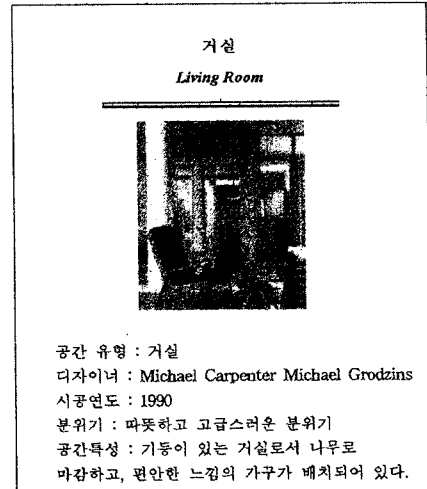 거실
Living Room
공간 유형 : 거실
디자이너 : Michael Carpenter Michael Grodzins
시공연도 : 1990
분위기 : 따뜻하고 고급스러운 분위기
공간특성 : 기둥이 있는 거실로서 나무로
마감하고, 편안한 느낌의 가구가 배치되어 있다.